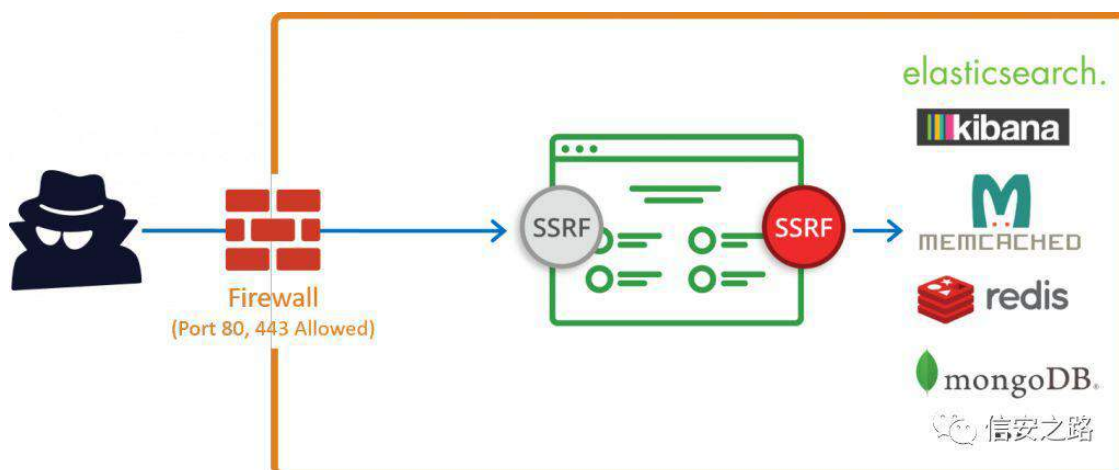 elasticsearch.
kibana
MEMCACHED
redis
mongoDB®
SSRF
SSRF
Firewall
(Port 80, 443 Allowed)
信安之路